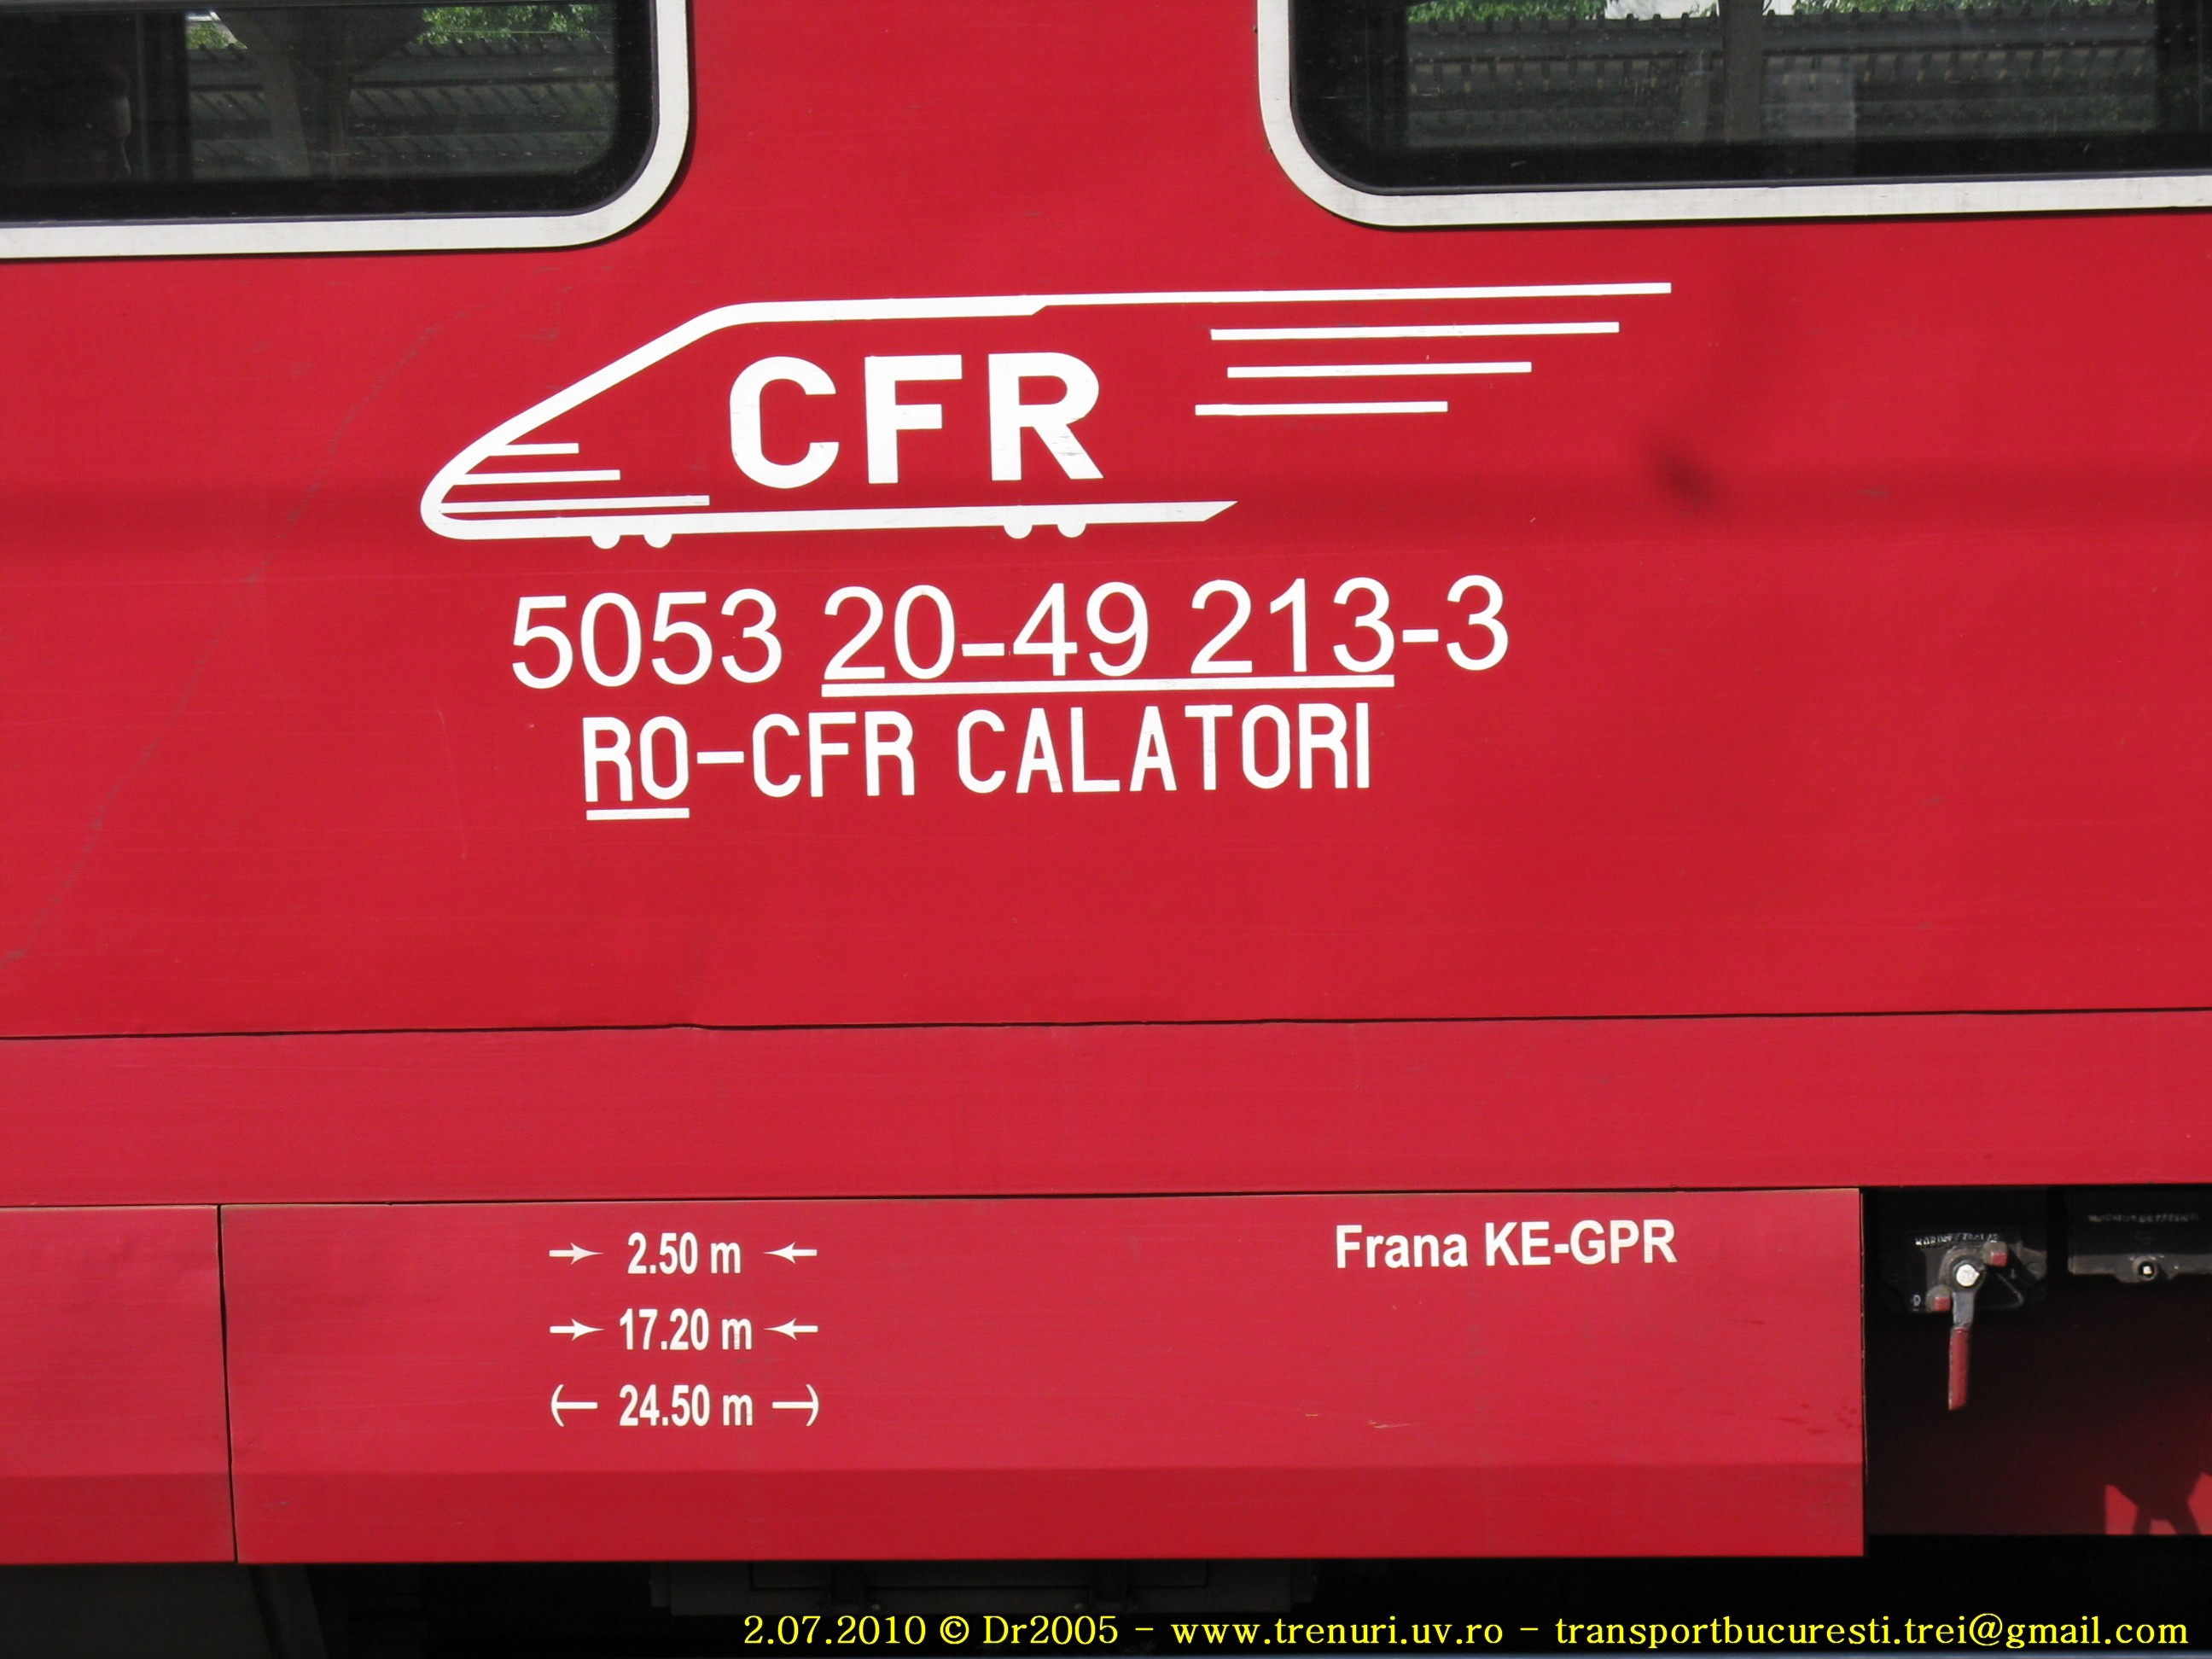 CFR
5053 20-49 213-3
RO-CFR CALATORI
2.50 m
17.20 m
24.50 m
Frana KE-GPR
2.07.2010 © Dr2005 - www.trenuri.uv.ro - transportbucuresti.trei@gmail.com